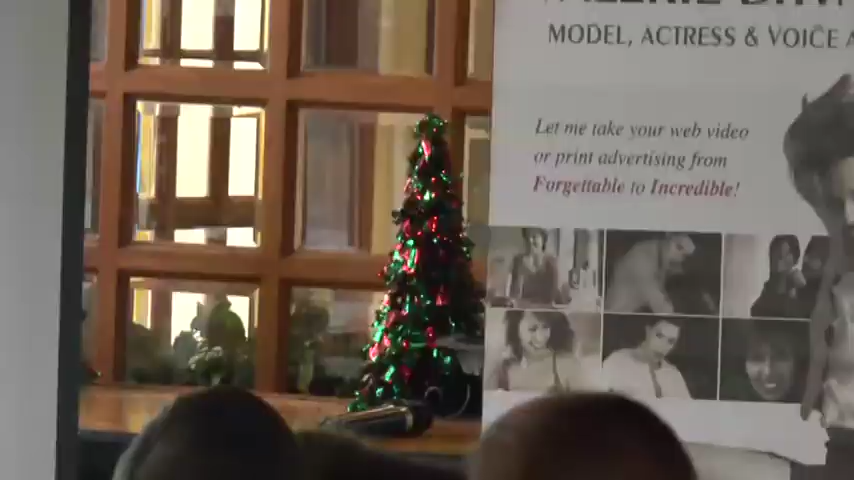 MODEL, ACTRESS & VOICE A
Let me take your web video
or print advertising from
Forgettable to Incredible!